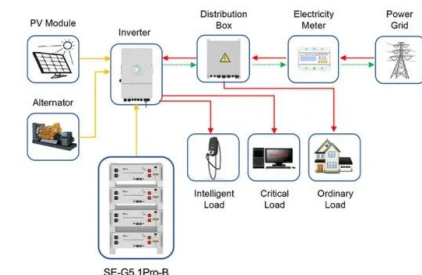 PV Module
Inverter
Distribution
Box
Electricity
Meter
Power
Grid
Alternator
Intelligent
Load
Critical
Load
Ordinary
Load
SE-G5.1Pro-B